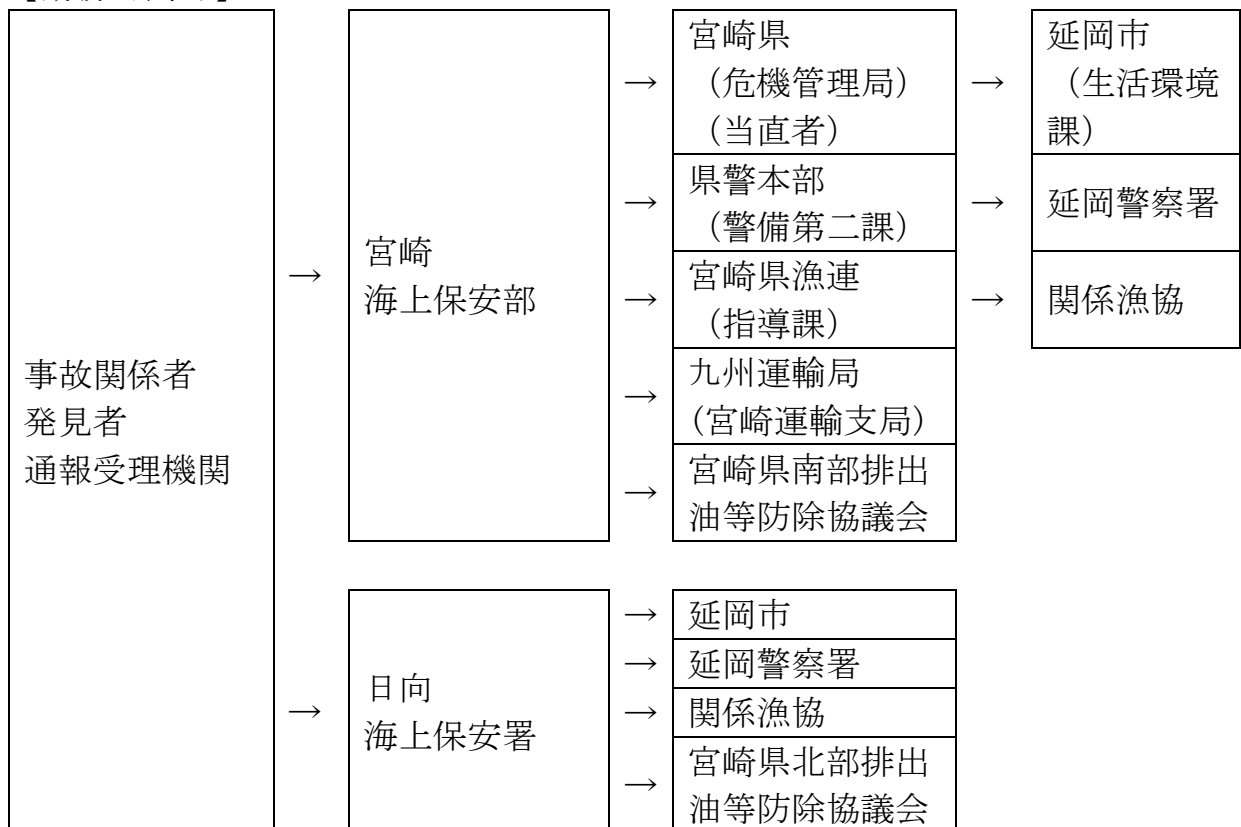 事故関係者
発見者
通報受理機関
→
宮崎
海上保安部
→
宮崎県
（危機管理局）
（当直者）
→
延岡市
（生活環境
課）
→
県警本部
（警備第二課）
→
延岡警察署
→
宮崎県漁連
（指導課）
→
関係漁協
→
九州運輸局
（宮崎運輸支局）
→
宮崎県南部排出
油等防除協議会
→
日向
海上保安署
→
延岡市
→
延岡警察署
→
関係漁協
→
宮崎県北部排出
油等防除協議会